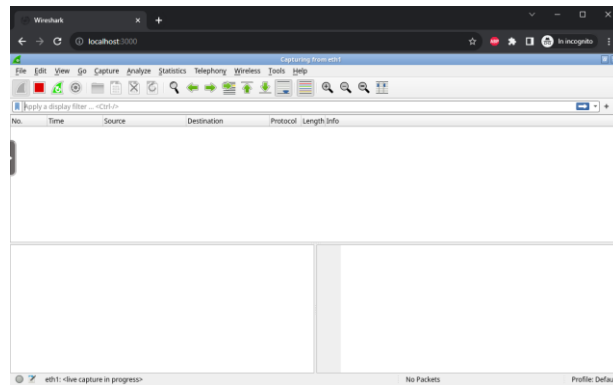 Wireshark
localhost:3000
In incognito
Capturing from eth1
File Edit View Go Capture Analyze Statistics Telephony Wireless Tools Help
Apply a display filter ... <Ctrl-/>
No. Time Source Destination Protocol Length Info
eth1: <live capture in progress> No Packets Profile: Defau